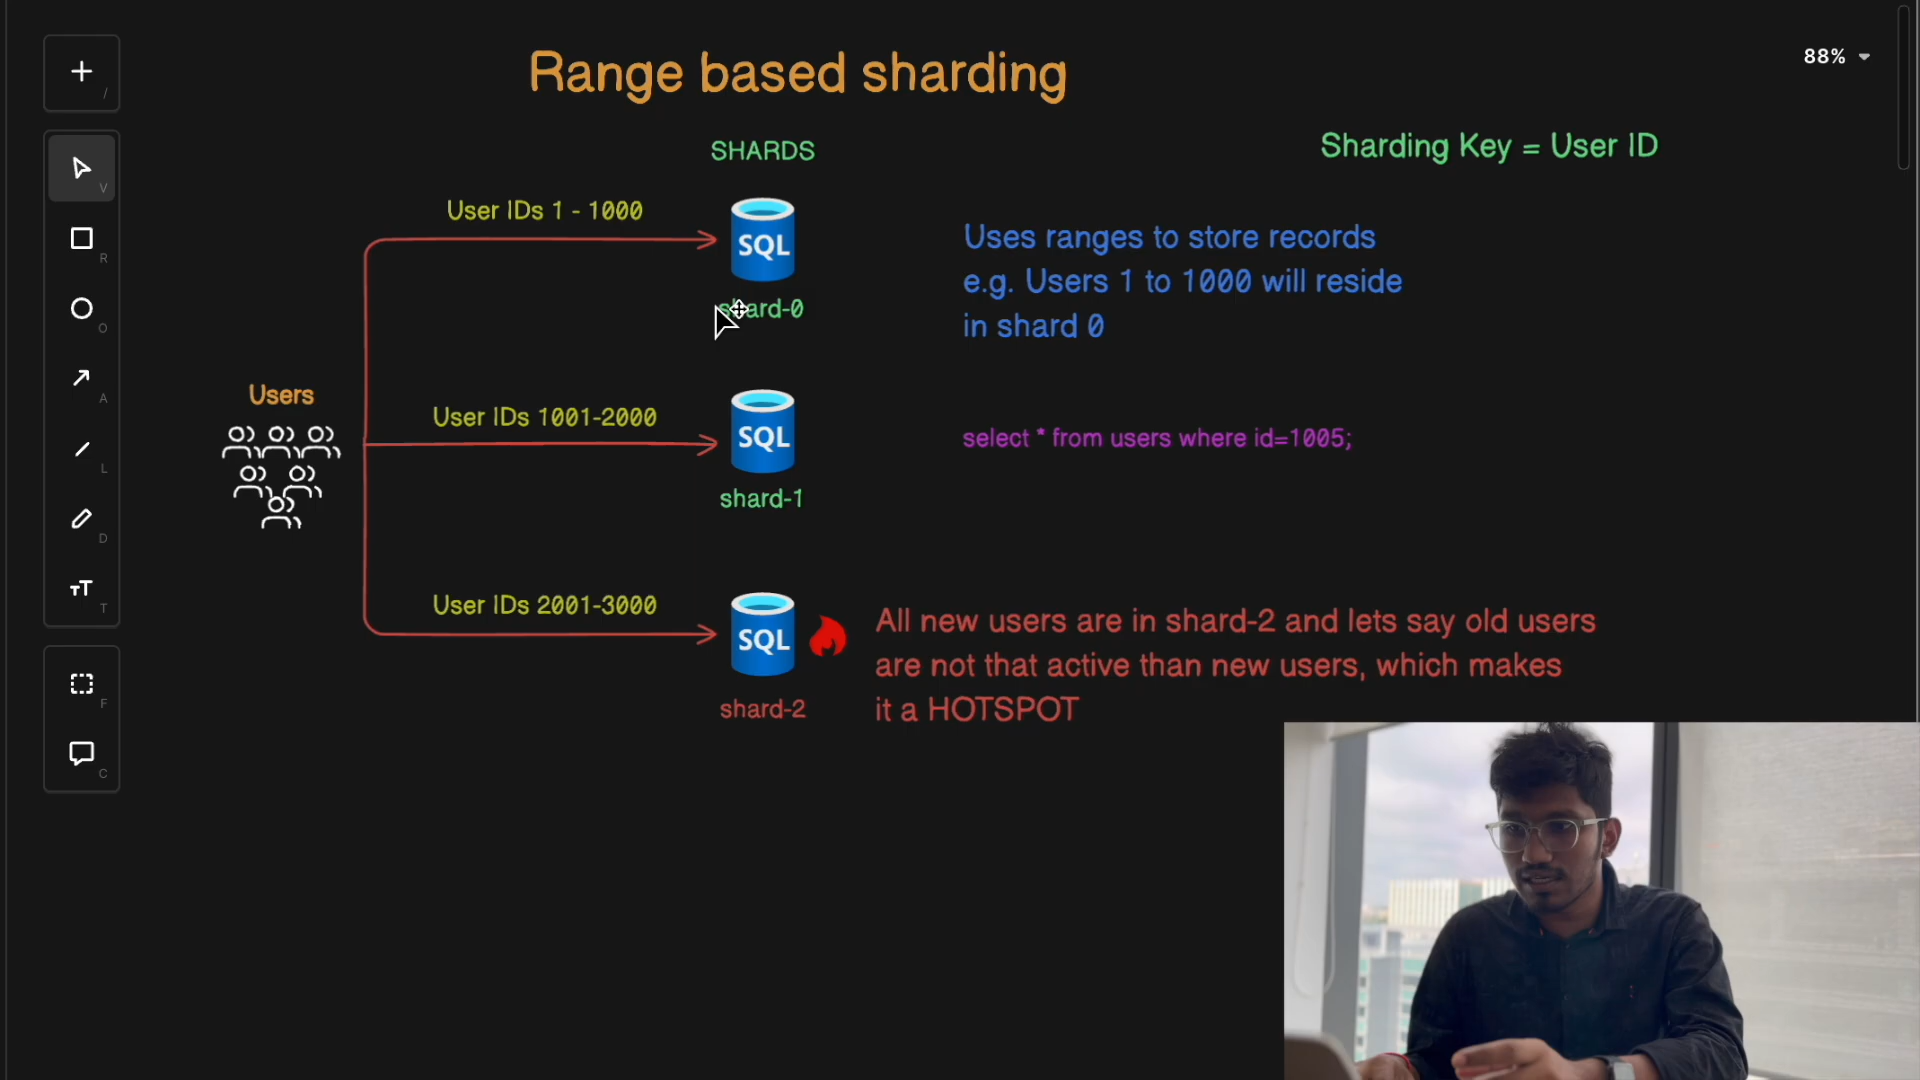 Range based sharding
88%
/
SHARDS
Sharding Key = User ID
V
User IDs 1 - 1000
SQL
Uses ranges to store records
e.g. Users 1 to 1000 will reside
in shard 0
R
shard-0
O
Users
A
User IDs 1001-2000
SQL
select * from users where id=1005;
L
shard-1
D
TT
T
User IDs 2001-3000
SQL
All new users are in shard-2 and lets say old users
are not that active than new users, which makes
it a HOTSPOT
shard-2
F
C